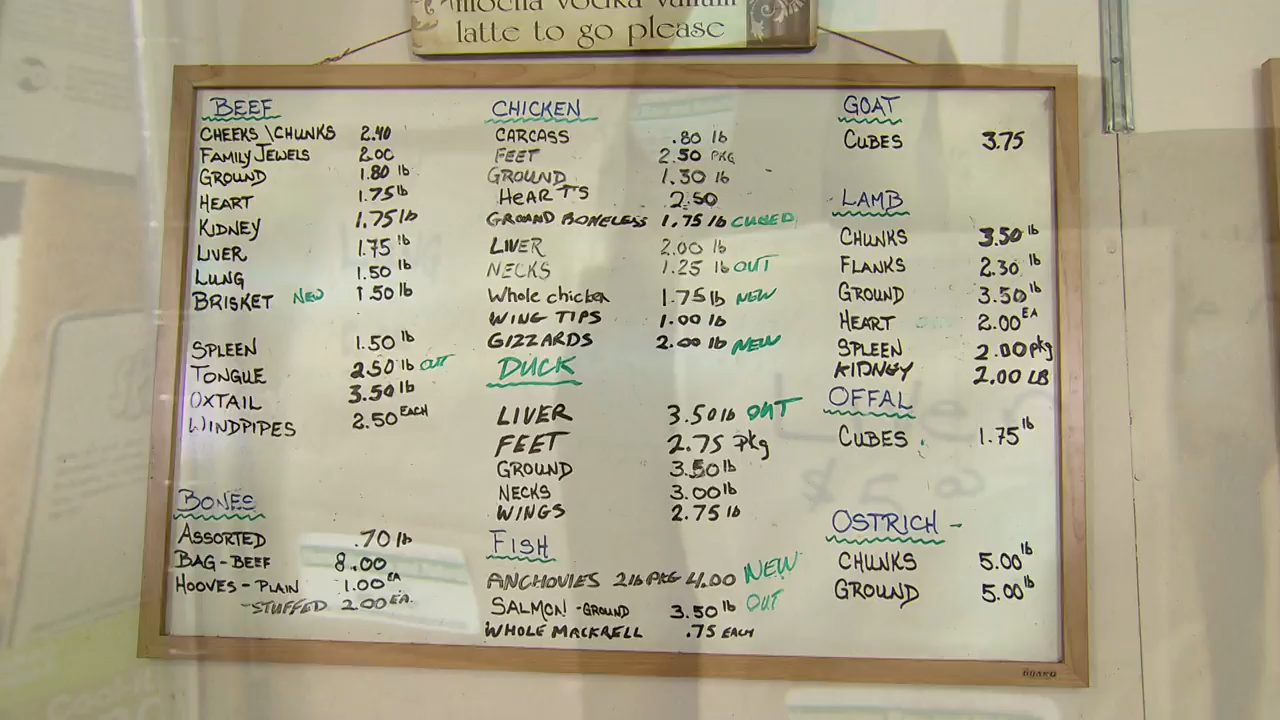 mocha vodka valium
latte to go please
BEEF
CHEEKS \CHUNKS 2.40
FAMILY JEWELS 2.00
GROUND 1.80 lb
HEART 1.75 lb
KIDNEY 1.75 lb
LIVER 1.75 lb
LUNG 1.50 lb
BRISKET NEW 1.50 lb
SPLEEN 1.50 lb
TONGUE 2.50 lb OUT
OXTAIL 3.50 lb
WINDPIPES 2.50 EACH
BONES
ASSORTED .70 lb
BAG - BEEF 8.00
HOOVES - PLAIN 1.00 EA
-STUFFED 2.00 EA.
CHICKEN
CARCASS .80 lb
FEET 2.50 PKG
GROUND 1.30 lb
HEARTS 2.50
GROUND BONELESS 1.75 lb CUBED
LIVER 2.00 lb
NECKS 1.25 lb OUT
Whole chicken 1.75 lb NEW
WING TIPS 1.00 lb
GIZZARDS 2.00 lb NEW
DUCK
LIVER 3.50 lb OUT
FEET 2.75 pkg
GROUND 3.50 lb
NECKS 3.00 lb
WINGS 2.75 lb
FISH
ANCHOVIES 2lb PKG 4.00 NEW
SALMON - GROUND 3.50 lb OUT
WHOLE MACKRELL .75 EACH
GOAT
CUBES 3.75
LAMB
CHUNKS 3.50 lb
FLANKS 2.30 lb
GROUND 3.50 lb
HEART 2.00 EA
SPLEEN 2.00 pkg
KIDNEY 2.00 LB
OFFAL
CUBES . 1.75 lb
OSTRICH -
CHUNKS 5.00 lb
GROUND 5.00 lb